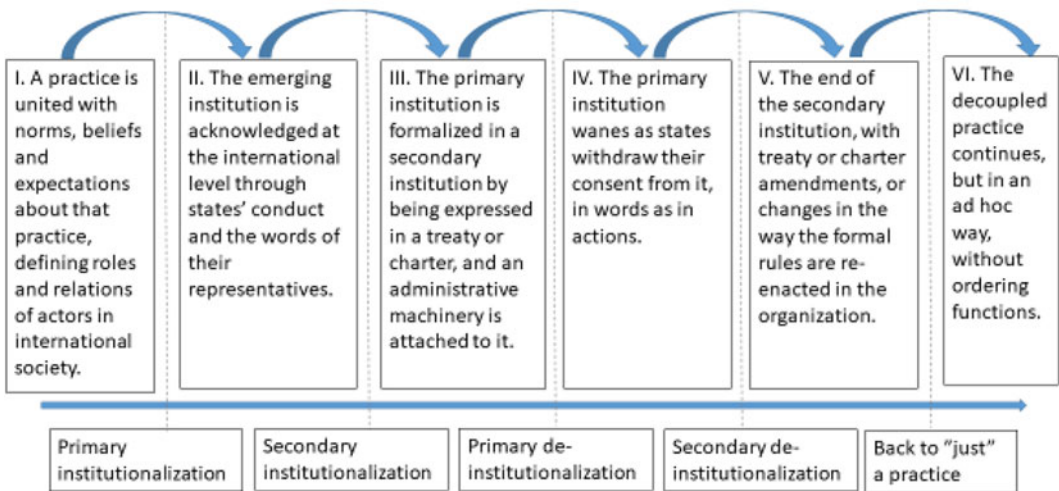 I. A practice is
united with
norms, beliefs
and
expectations
about that
practice,
defining roles
and relations
of actors in
international
society.
II. The emerging
institution is
acknowledged at
the international
level through
states’ conduct
and the words of
their
representatives.
III. The primary
institution is
formalized in a
secondary
institution by
being expressed
in a treaty or
charter, and an
administrative
machinery is
attached to it.
IV. The primary
institution
wanes as states
withdraw their
consent from it,
in words as in
actions.
V. The end of
the secondary
institution, with
treaty or charter
amendments, or
changes in the
way the formal
rules are re-
enacted in the
organization.
VI. The
decoupled
practice
continues,
but in an
ad hoc
way,
without
ordering
functions.
Primary
institutionalization
Secondary
institutionalization
Primary de-
institutionalization
Secondary de-
institutionalization
Back to ”just”
a practice